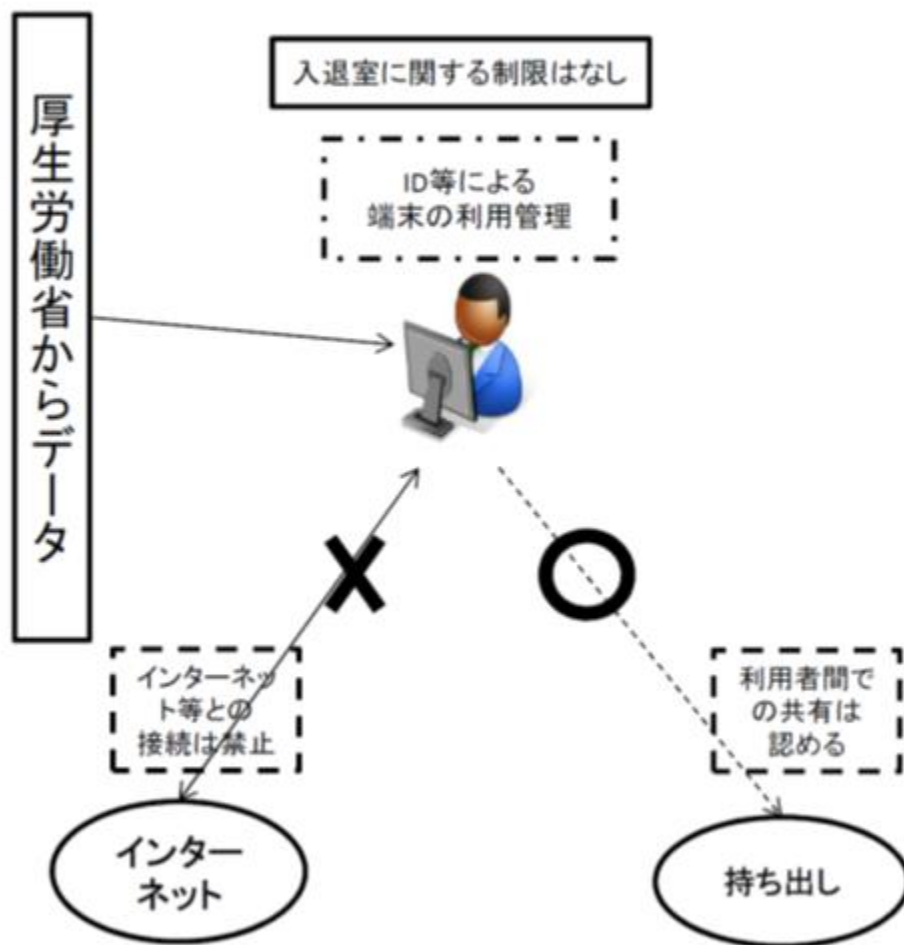 入退室に関する制限はなし
厚生労働省からデータ
ID等による
端末の利用管理
X
インターネッ
ト等との
接続は禁止
利用者間で
の共有は
認める
インター
ネット
持ち出し